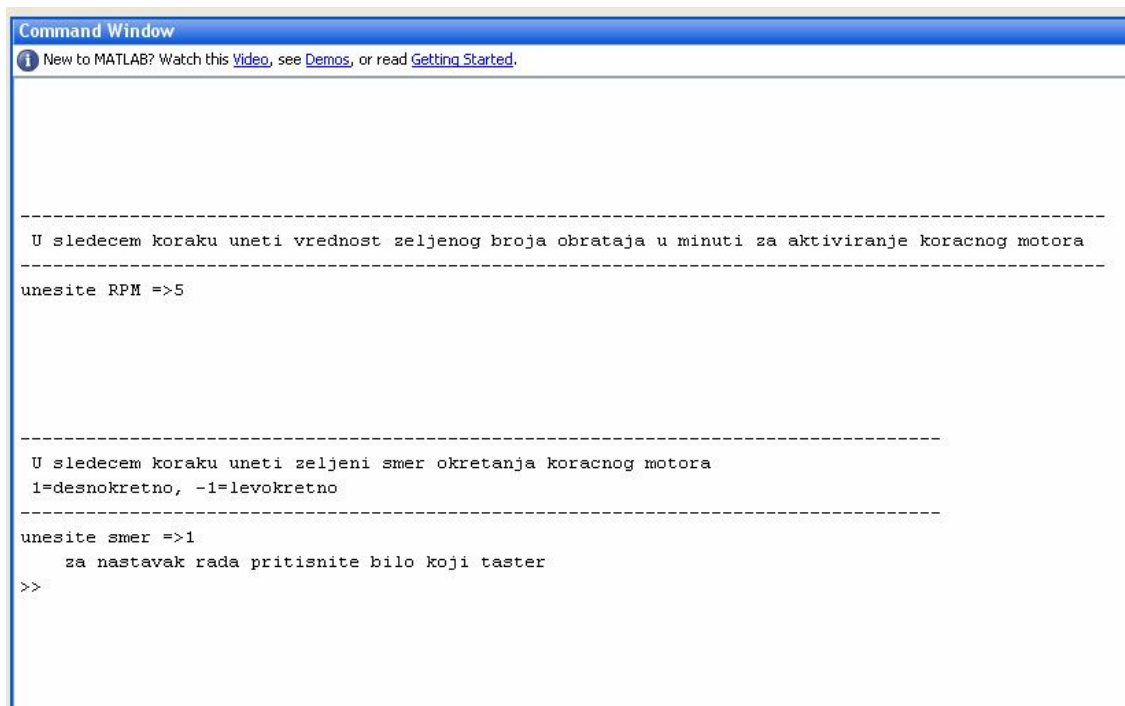 Command Window
New to MATLAB? Watch this Video, see Demos, or read Getting Started.
---------------------------------------------------------------------------------------------------
U sledecem koraku uneti vrednost zeljenog broja obrataja u minuti za aktiviranje koracnog motora
---------------------------------------------------------------------------------------------------
unesite RPM =>5
------------------------------------------------------------------------------------
U sledecem koraku uneti zeljeni smer okretanja koracnog motora
1=desnokretno, -1=levokretno
------------------------------------------------------------------------------------
unesite smer =>1
za nastavak rada pritisnite bilo koji taster
>>